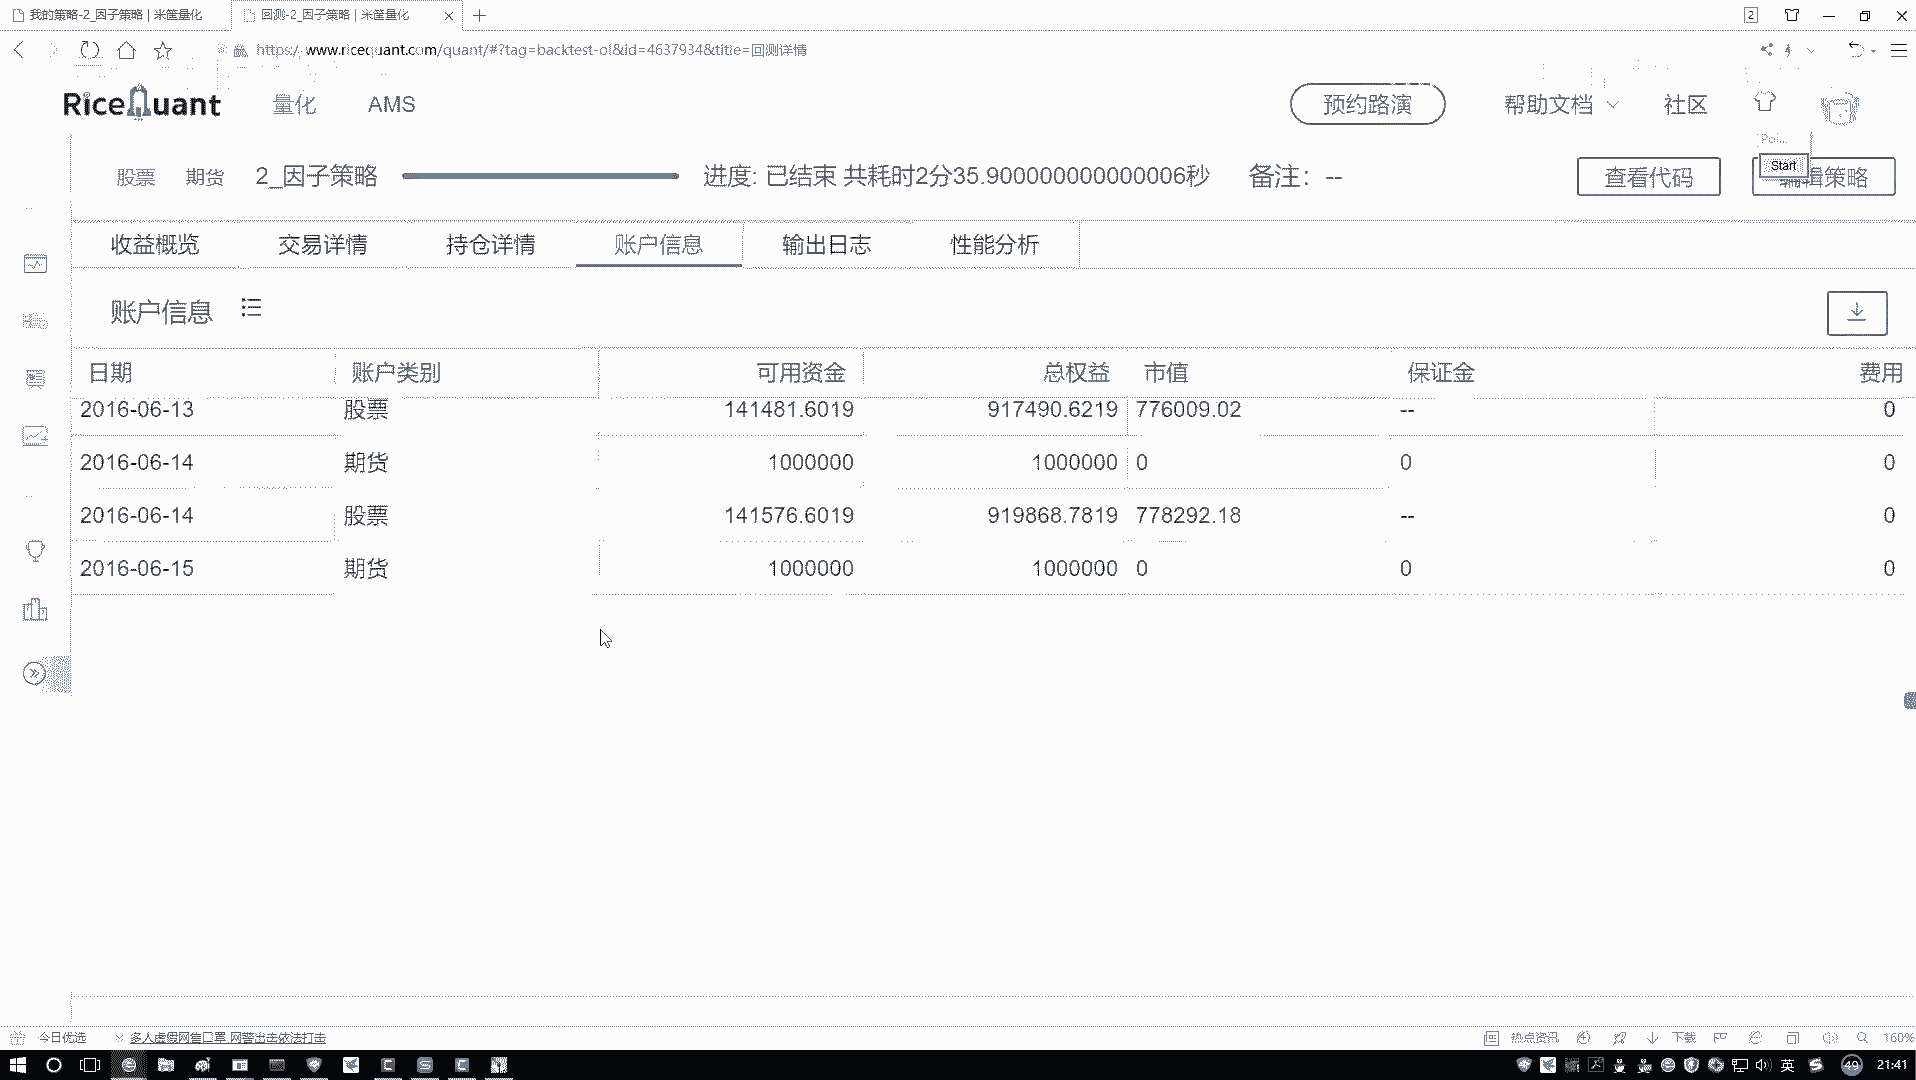 我的策略-2_因子策略 | 米筐量化
回测-2_因子策略 | 米筐量化
2
https://www.ricequant.com/quant/#?tag=backtest-ol&id=4637934&title=回测详情
RiceQuant
量化
AMS
预约路演
帮助文档
社区
Poi...
Start
股票
期货
2_因子策略
进度: 已结束 共耗时2分35.900000000000006秒
备注: --
查看代码
编辑策略
收益概览
交易详情
持仓详情
账户信息
输出日志
性能分析
账户信息
日期 账户类别 可用资金 总权益 市值 保证金 费用
2016-06-13 股票 141481.6019 917490.6219 776009.02 -- 0
2016-06-14 期货 1000000 1000000 0 0 0
2016-06-14 股票 141576.6019 919868.7819 778292.18 -- 0
2016-06-15 期货 1000000 1000000 0 0 0
今日优选
多人虚假网售口罩 网警出击依法打击
热点资讯
下载
160%
英
49
21:41